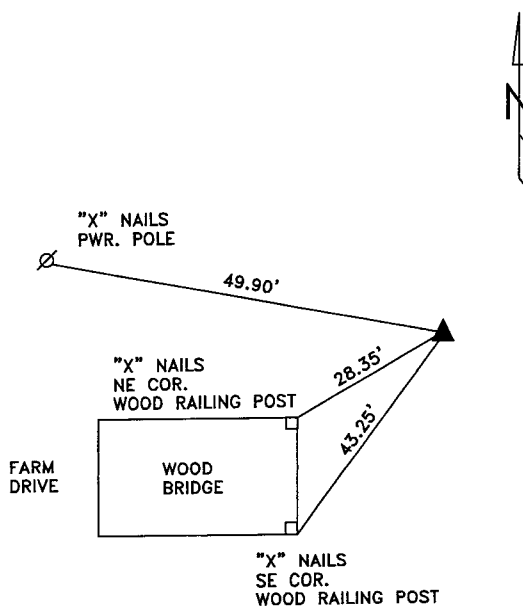 N
"X" NAILS
PWR. POLE
49.90'
"X" NAILS
NE COR.
WOOD RAILING POST
28.35'
43.25'
FARM
DRIVE
WOOD
BRIDGE
"X" NAILS
SE COR.
WOOD RAILING POST